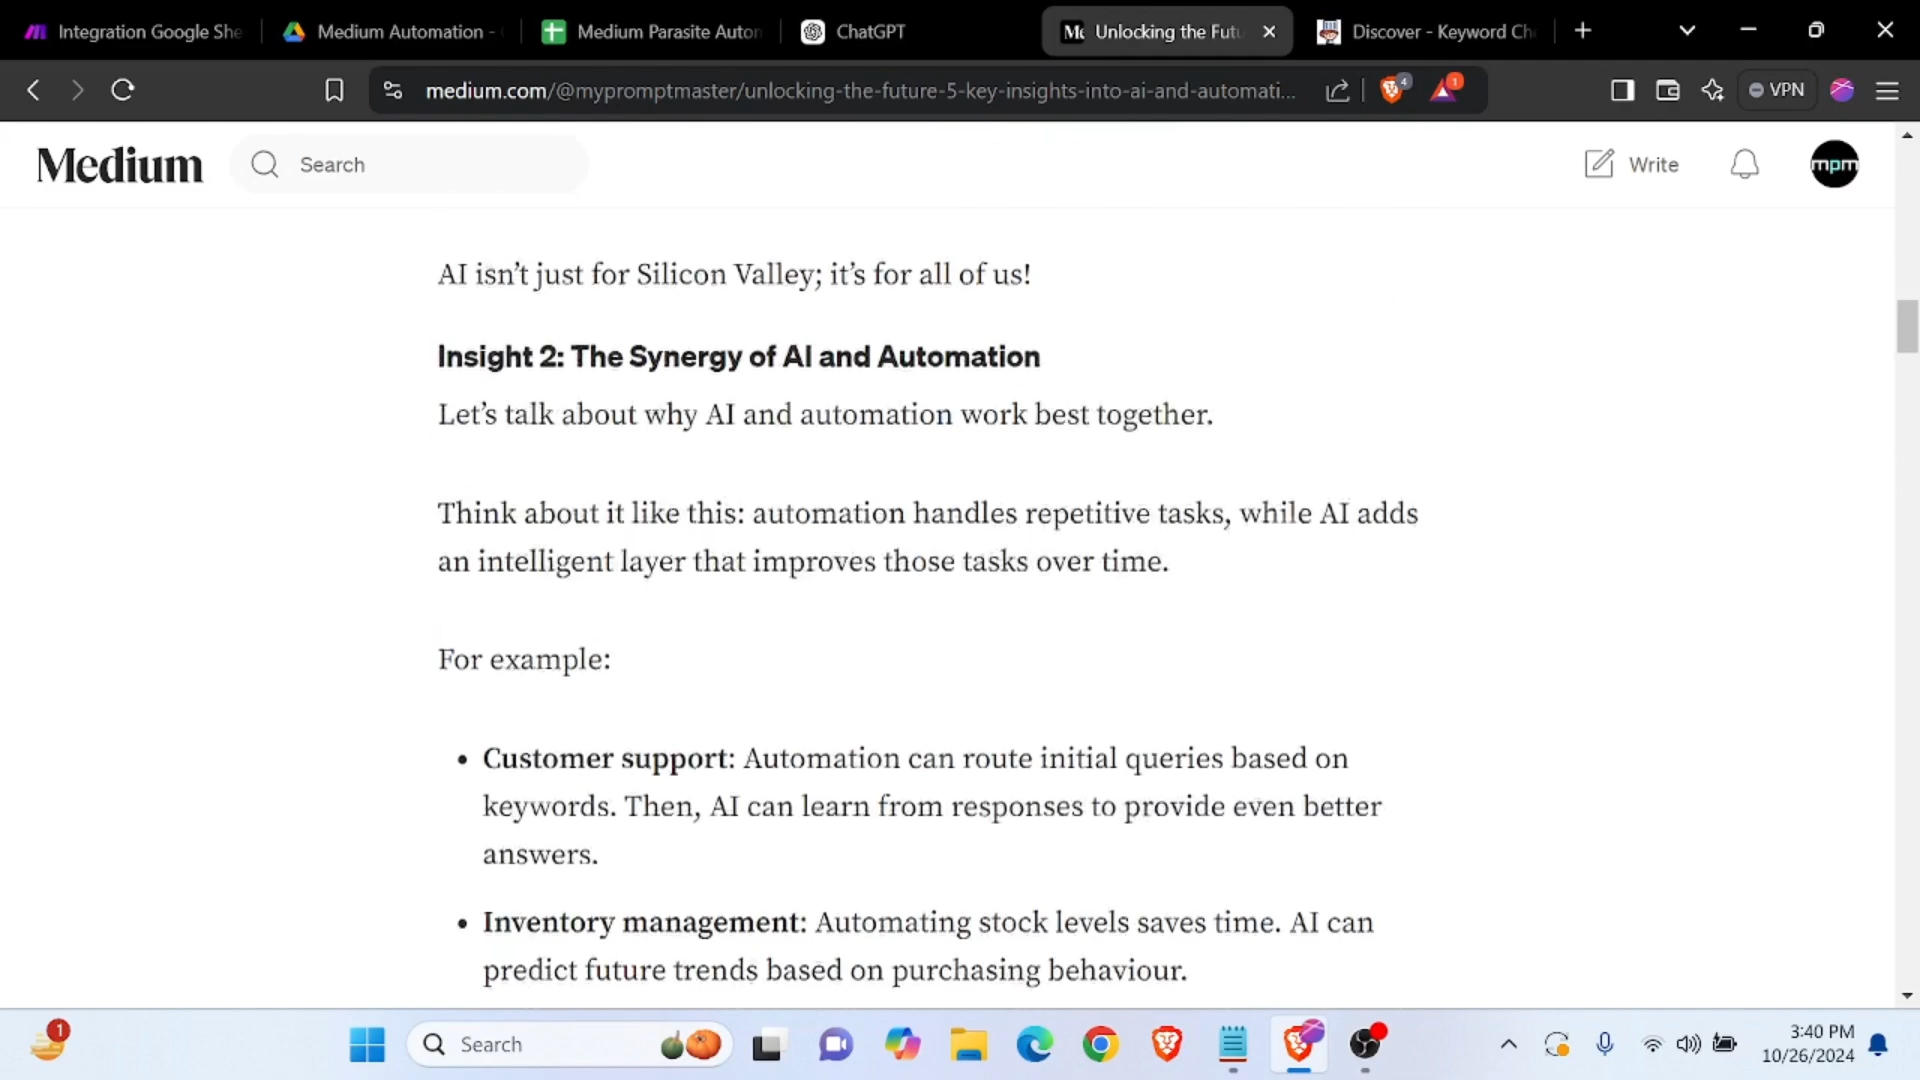 Integration Google She
Medium Automation -
Medium Parasite Auton
ChatGPT
Unlocking the Futu
Discover - Keyword Ch
medium.com/@mypromptmaster/unlocking-the-future-5-key-insights-into-ai-and-automati...
4
1
VPN
Medium
Search
Write
mpm
AI isn’t just for Silicon Valley; it’s for all of us!
Insight 2: The Synergy of AI and Automation
Let’s talk about why AI and automation work best together.
Think about it like this: automation handles repetitive tasks, while AI adds
an intelligent layer that improves those tasks over time.
For example:
• Customer support: Automation can route initial queries based on
keywords. Then, AI can learn from responses to provide even better
answers.
• Inventory management: Automating stock levels saves time. AI can
predict future trends based on purchasing behaviour.
1
Search
3:40 PM
10/26/2024